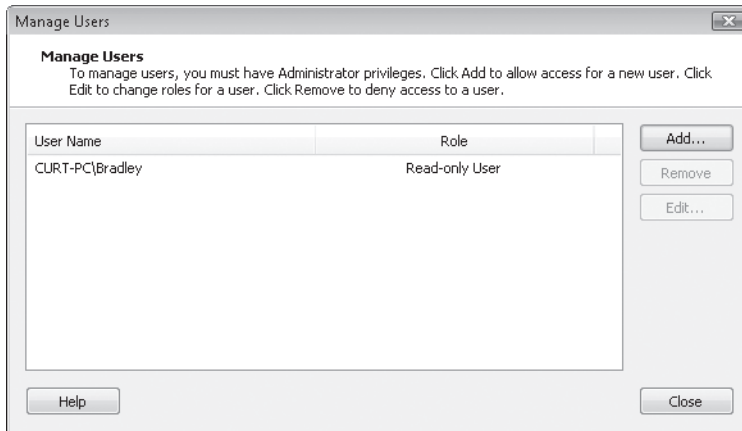 Manage Users
Manage Users
To manage users, you must have Administrator privileges. Click Add to allow access for a new user. Click
Edit to change roles for a user. Click Remove to deny access to a user.
User Name Role
CURT-PC\Bradley Read-only User
Add...
Remove
Edit...
Help
Close